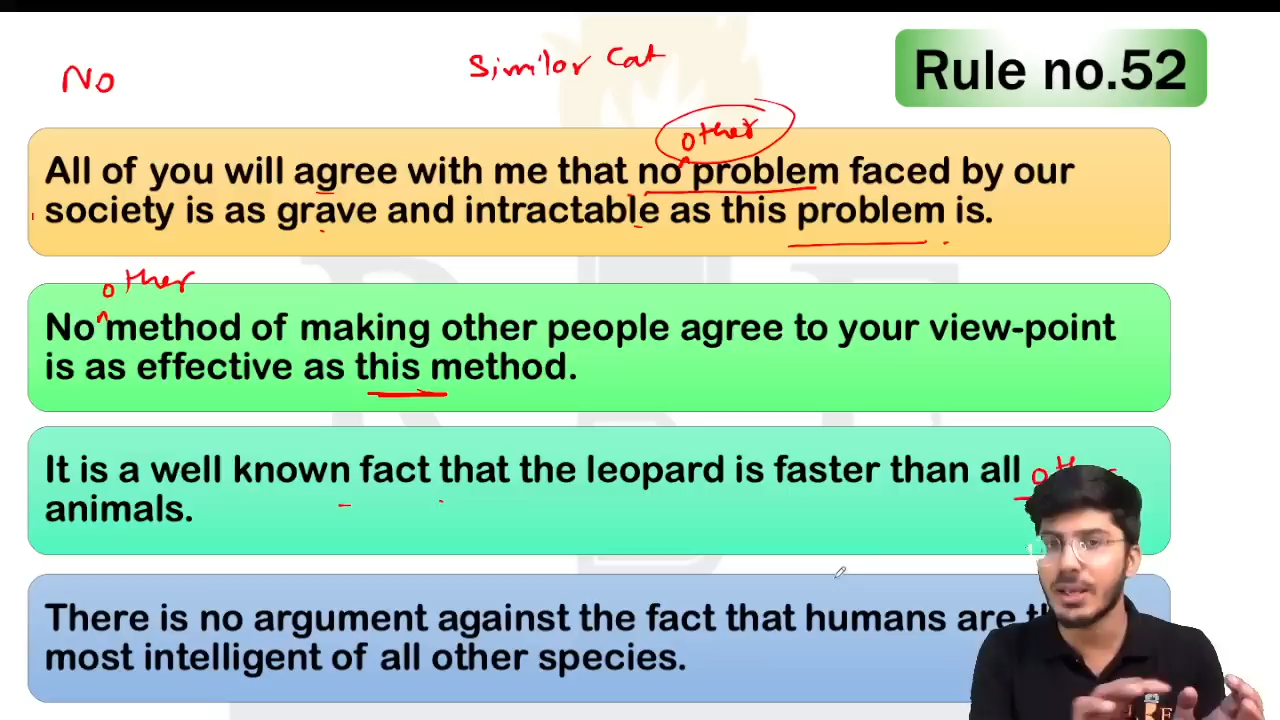 No
Similar Cat
Rule no.52
other
All of you will agree with me that no problem faced by our
society is as grave and intractable as this problem is.
other
No method of making other people agree to your view-point
is as effective as this method.
It is a well known fact that the leopard is faster than all
animals.
There is no argument against the fact that humans are
most intelligent of all other species.